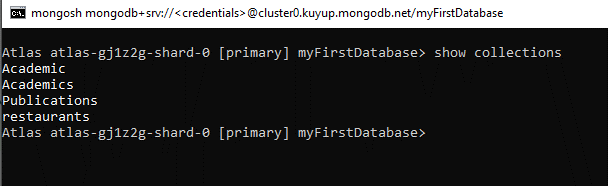 mongosh mongodb+srv://<credentials>@cluster0.kuyup.mongodb.net/myFirstDatabase
Atlas atlas-gj1z2g-shard-0 [primary] myFirstDatabase> show collections
Academic
Academics
Publications
restaurants
Atlas atlas-gj1z2g-shard-0 [primary] myFirstDatabase>